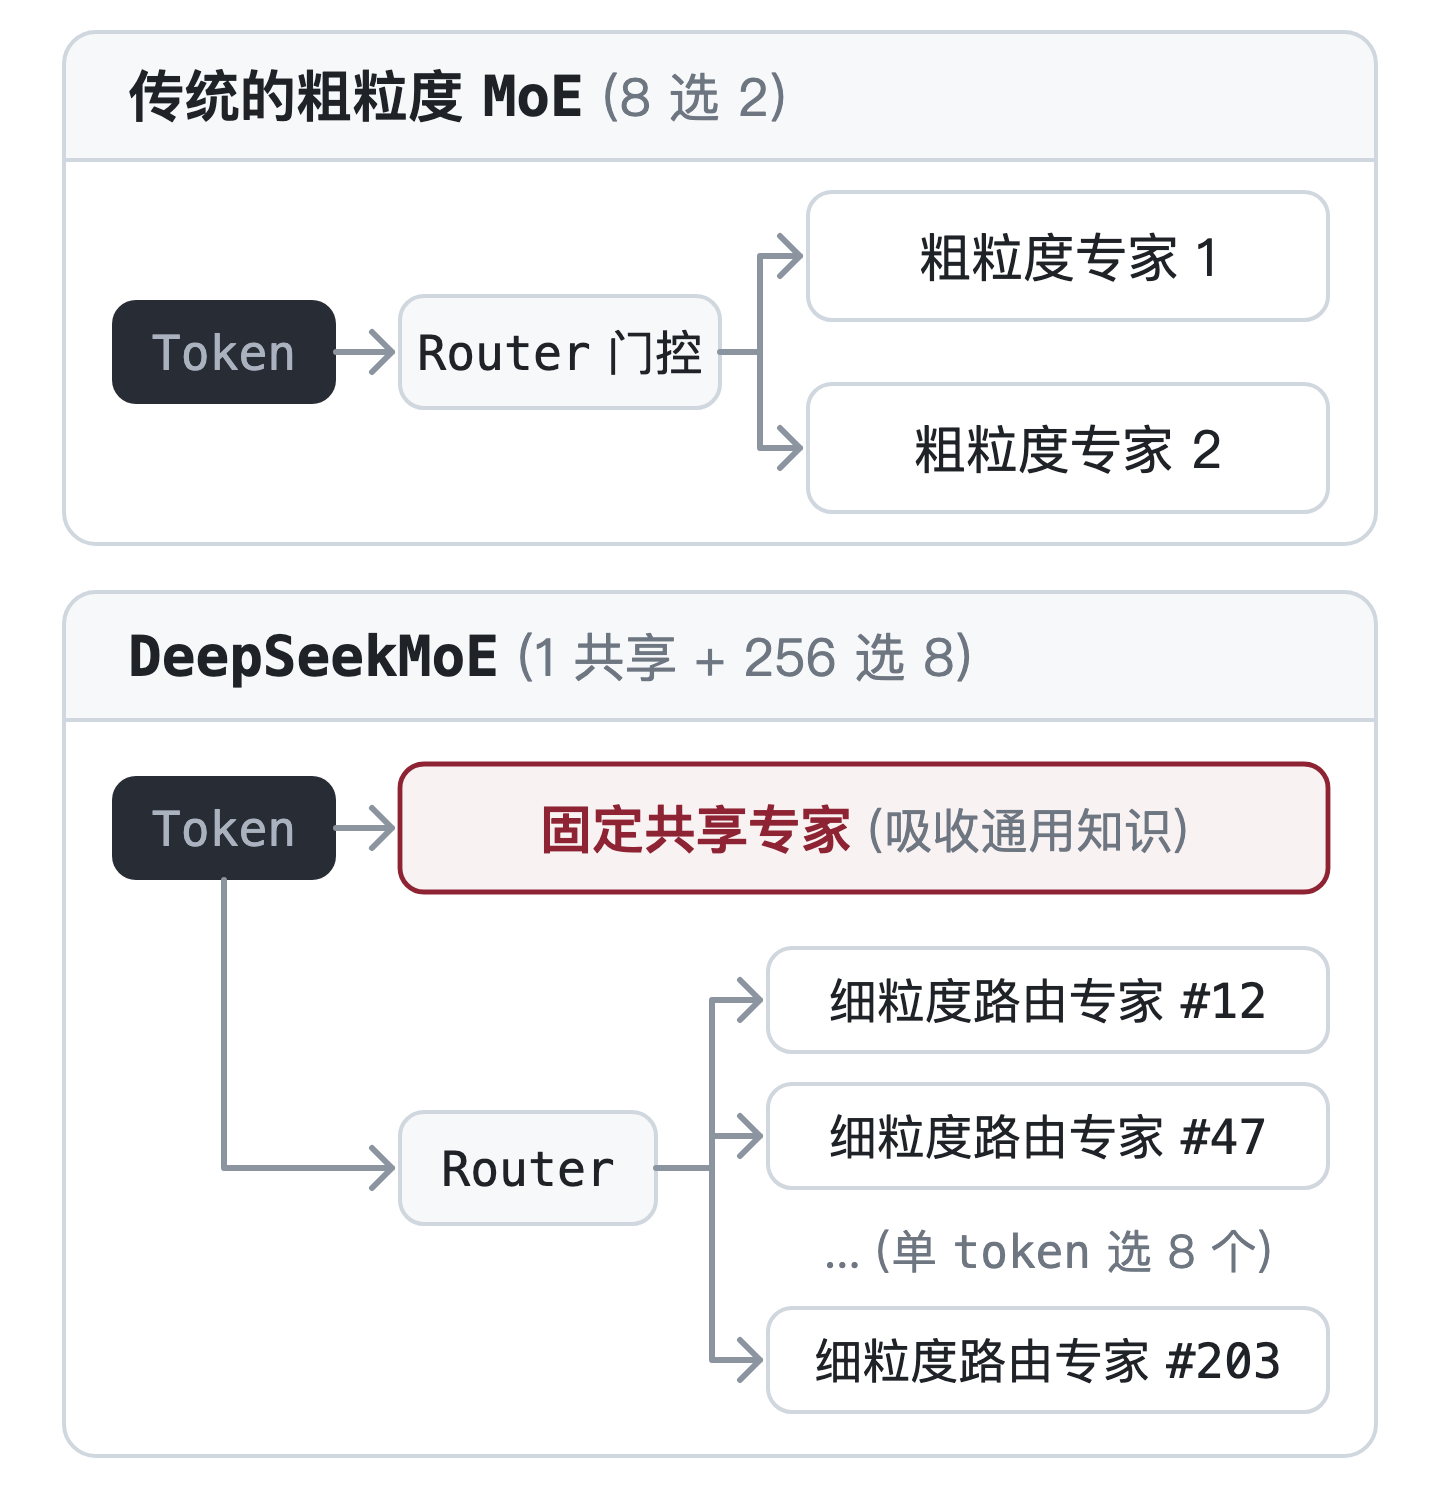 传统的粗粒度 MoE (8 选 2)
粗粒度专家 1
Token
Router 门控
粗粒度专家 2
DeepSeekMoE (1 共享 + 256 选 8)
Token
固定共享专家 (吸收通用知识)
细粒度路由专家 #12
细粒度路由专家 #47
Router
... (单 token 选 8 个)
细粒度路由专家 #203